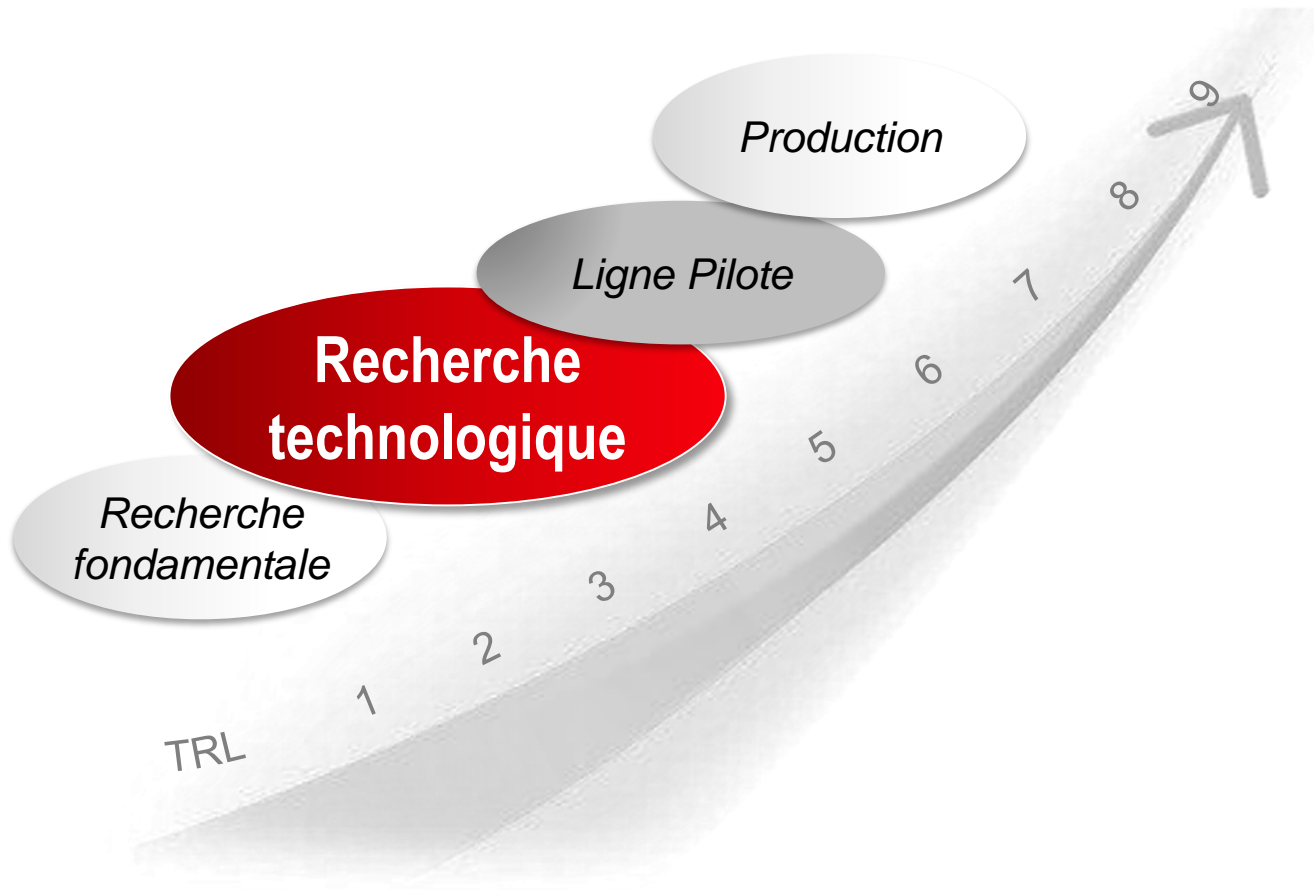 Production
Ligne Pilote
Recherche
technologique
Recherche
fondamentale
TRL
1
2
3
4
5
6
7
8
9